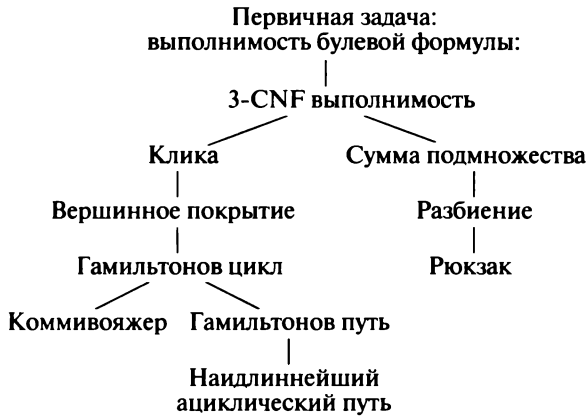 Первичная задача:
выполнимость булевой формулы:
3-CNF выполнимость
Клика
Сумма подмножества
Вершинное покрытие
Разбиение
Гамильтонов цикл
Рюкзак
Коммивояжер
Гамильтонов путь
Наидлиннейший
ациклический путь